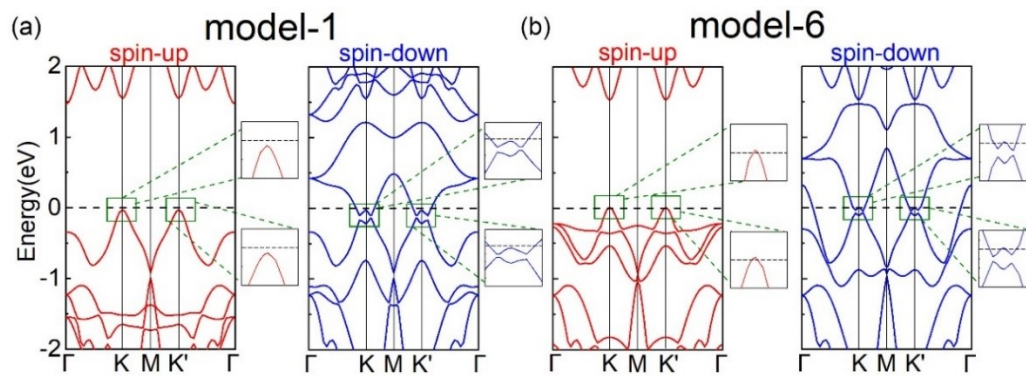 (a) model-1 (b) model-6
spin-up spin-down spin-up spin-down
Energy(eV)
2
1
0
-1
-2
Γ K M K' Γ Γ K M K' Γ Γ K M K' Γ Γ K M K' Γ